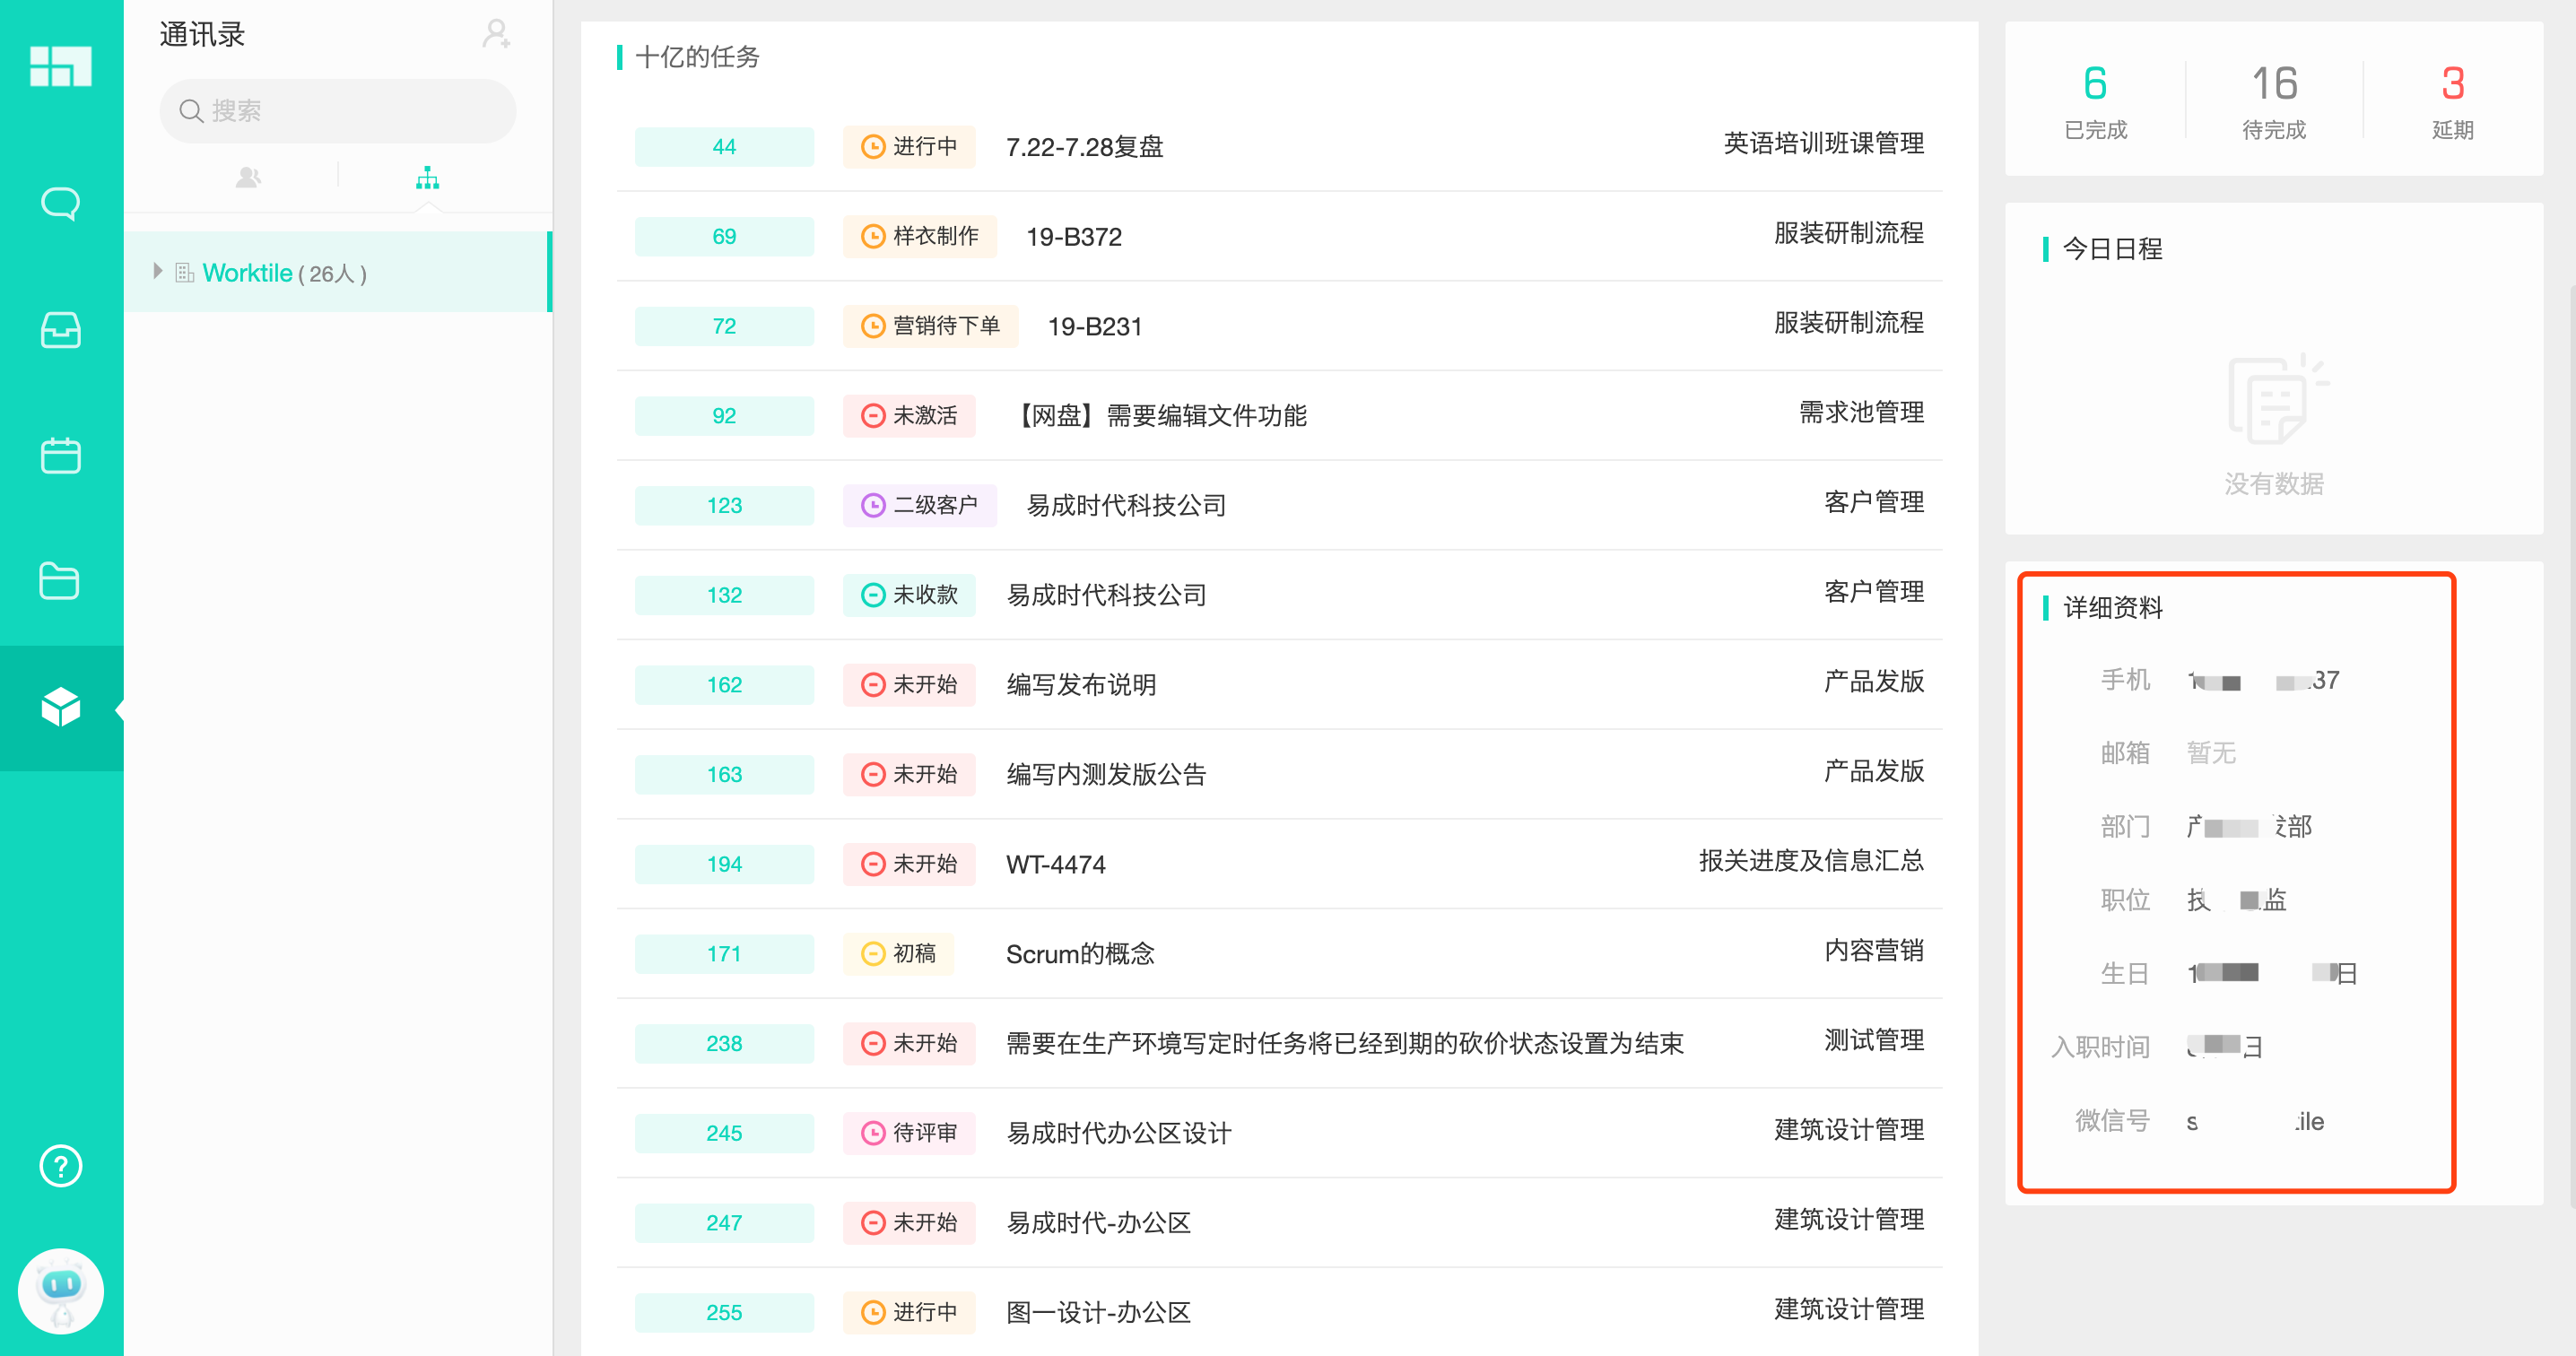 通讯录
搜索
Worktile ( 26人 )
十亿的任务
44 进行中 7.22-7.28复盘 英语培训班课管理
69 样衣制作 19-B372 服装研制流程
72 营销待下单 19-B231 服装研制流程
92 未激活 【网盘】需要编辑文件功能 需求池管理
123 二级客户 易成时代科技公司 客户管理
132 未收款 易成时代科技公司 客户管理
162 未开始 编写发布说明 产品发版
163 未开始 编写内测发版公告 产品发版
194 未开始 WT-4474 报关进度及信息汇总
171 初稿 Scrum的概念 内容营销
238 未开始 需要在生产环境写定时任务将已经到期的砍价状态设置为结束 测试管理
245 待评审 易成时代办公区设计 建筑设计管理
247 未开始 易成时代-办公区 建筑设计管理
255 进行中 图一设计-办公区 建筑设计管理
6 16 3
已完成 待完成 延期
今日日程
没有数据
详细资料
手机 37
邮箱 暂无
部门 部
职位 监
生日 日
入职时间 日
微信号
?